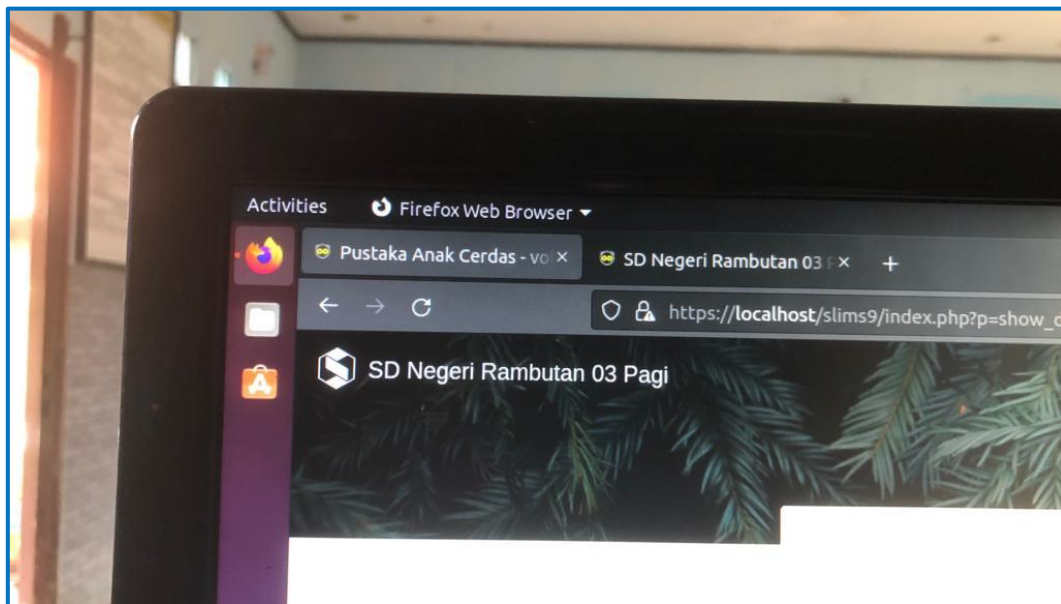 Activities Firefox Web Browser
Pustaka Anak Cerdas - vo SD Negeri Rambutan 03
https://localhost/slims9/index.php?p=show_d
SD Negeri Rambutan 03 Pagi